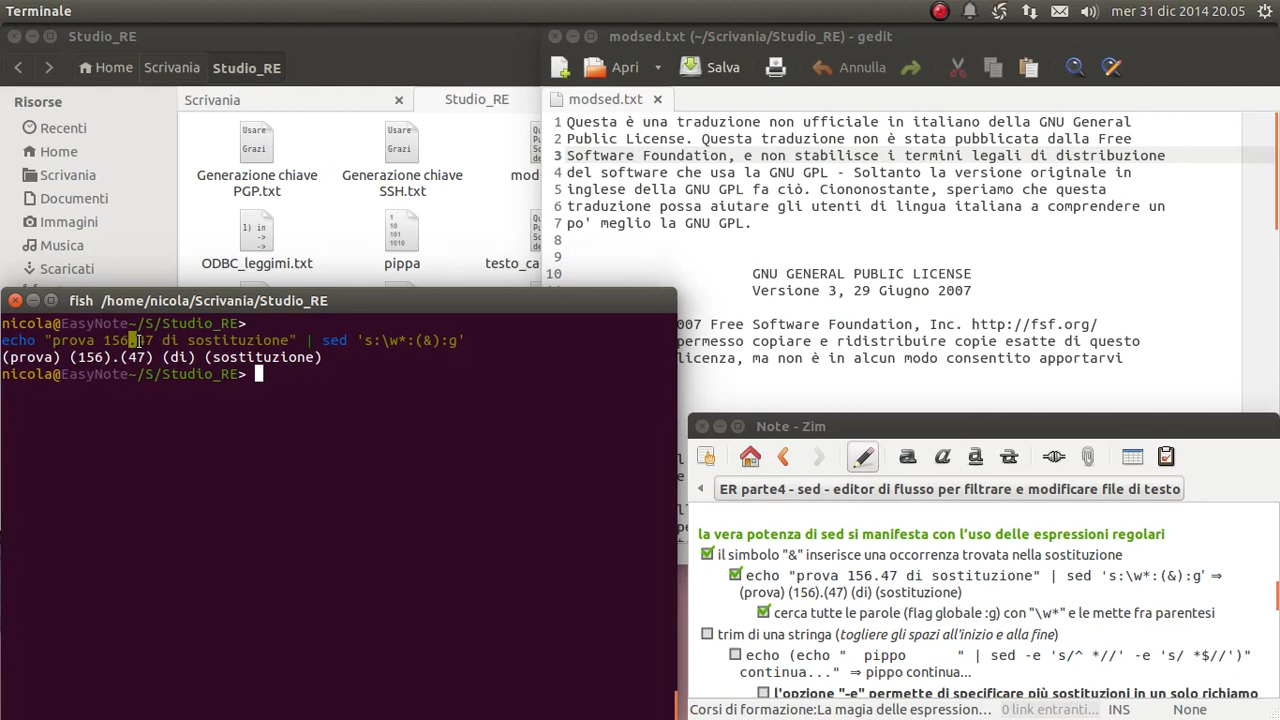 Terminale
mer 31 dic 2014 20.05
Studio_RE
Home
Scrivania
Studio_RE
Risorse
Recenti
Home
Scrivania
Documenti
Immagini
Musica
Scaricati
Scrivania
Studio_RE
Usare
Grazi
Generazione chiave
PGP.txt
Usare
Grazi
Generazione chiave
SSH.txt
mod
1) in
->
->
ODBC_leggimi.txt
1
10
101
1010
pippa
testo_ca
modsed.txt (~/Scrivania/Studio_RE) - gedit
Apri
Salva
Annulla
modsed.txt
1 Questa è una traduzione non ufficiale in italiano della GNU General
2 Public License. Questa traduzione non è stata pubblicata dalla Free
3 Software Foundation, e non stabilisce i termini legali di distribuzione
4 del software che usa la GNU GPL - Soltanto la versione originale in
5 inglese della GNU GPL fa ciò. Ciononostante, speriamo che questa
6 traduzione possa aiutare gli utenti di lingua italiana a comprendere un
7 po' meglio la GNU GPL.
8
9
10 GNU GENERAL PUBLIC LICENSE
Versione 3, 29 Giugno 2007
007 Free Software Foundation, Inc. http://fsf.org/
permesso copiare e ridistribuire copie esatte di questo
licenza, ma non è in alcun modo consentito apportarvi
fish /home/nicola/Scrivania/Studio_RE
nicola@EasyNote~/S/Studio_RE>
echo "prova 156.47 di sostituzione" | sed 's:\w*:(&):g'
(prova) (156).(47) (di) (sostituzione)
nicola@EasyNote~/S/Studio_RE>
Note - Zim
ER parte4 - sed - editor di flusso per filtrare e modificare file di testo
la vera potenza di sed si manifesta con l'uso delle espressioni regolari
il simbolo "&" inserisce una occorrenza trovata nella sostituzione
echo "prova 156.47 di sostituzione" | sed 's:\w*:(&):g' ⇒
(prova) (156).(47) (di) (sostituzione)
cerca tutte le parole (flag globale :g) con "\w*" e le mette fra parentesi
trim di una stringa (togliere gli spazi all'inizio e alla fine)
echo (echo "  pippo      " | sed -e 's/^ *//' -e 's/ *$//')"
continua..." ⇒ pippo continua...
l'opzione "-e" permette di specificare più sostituzioni in un solo richiamo
Corsi di formazione:La magia delle espression...
0 link entranti...
INS
None